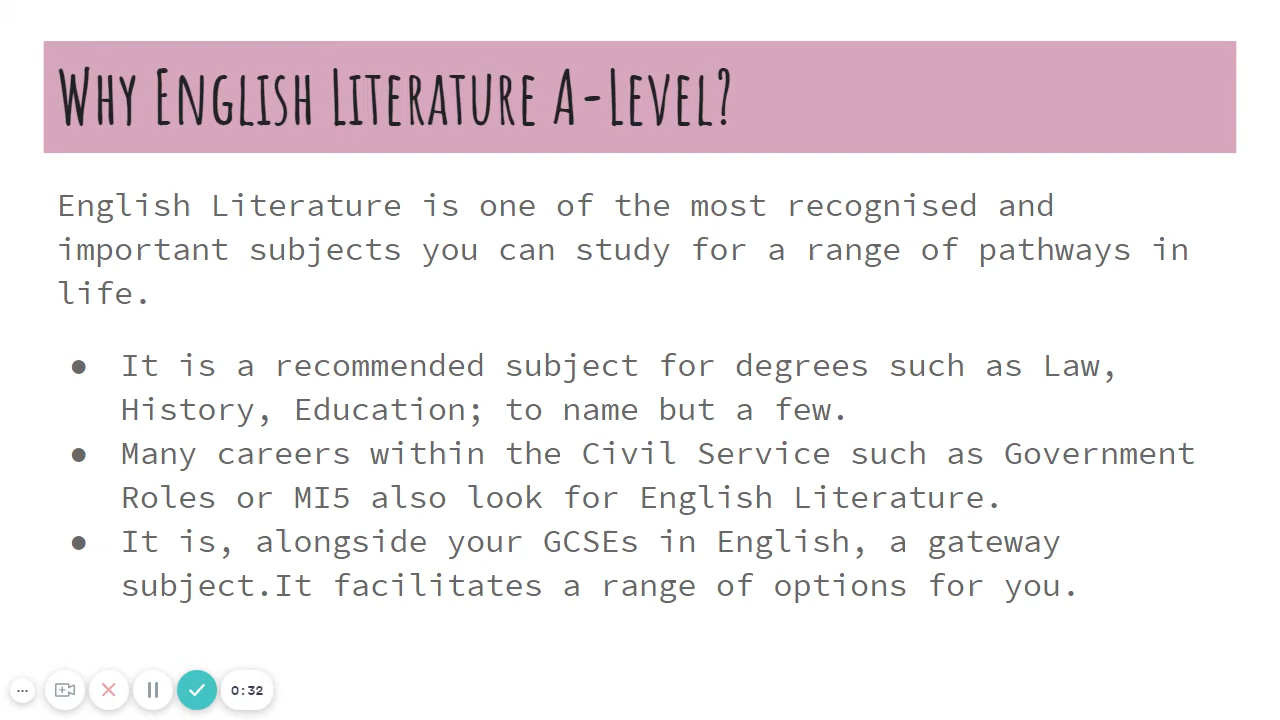 Why English Literature A-Level?
English Literature is one of the most recognised and
important subjects you can study for a range of pathways in
life.
● It is a recommended subject for degrees such as Law,
History, Education; to name but a few.
● Many careers within the Civil Service such as Government
Roles or MI5 also look for English Literature.
● It is, alongside your GCSEs in English, a gateway
subject.It facilitates a range of options for you.
0:32